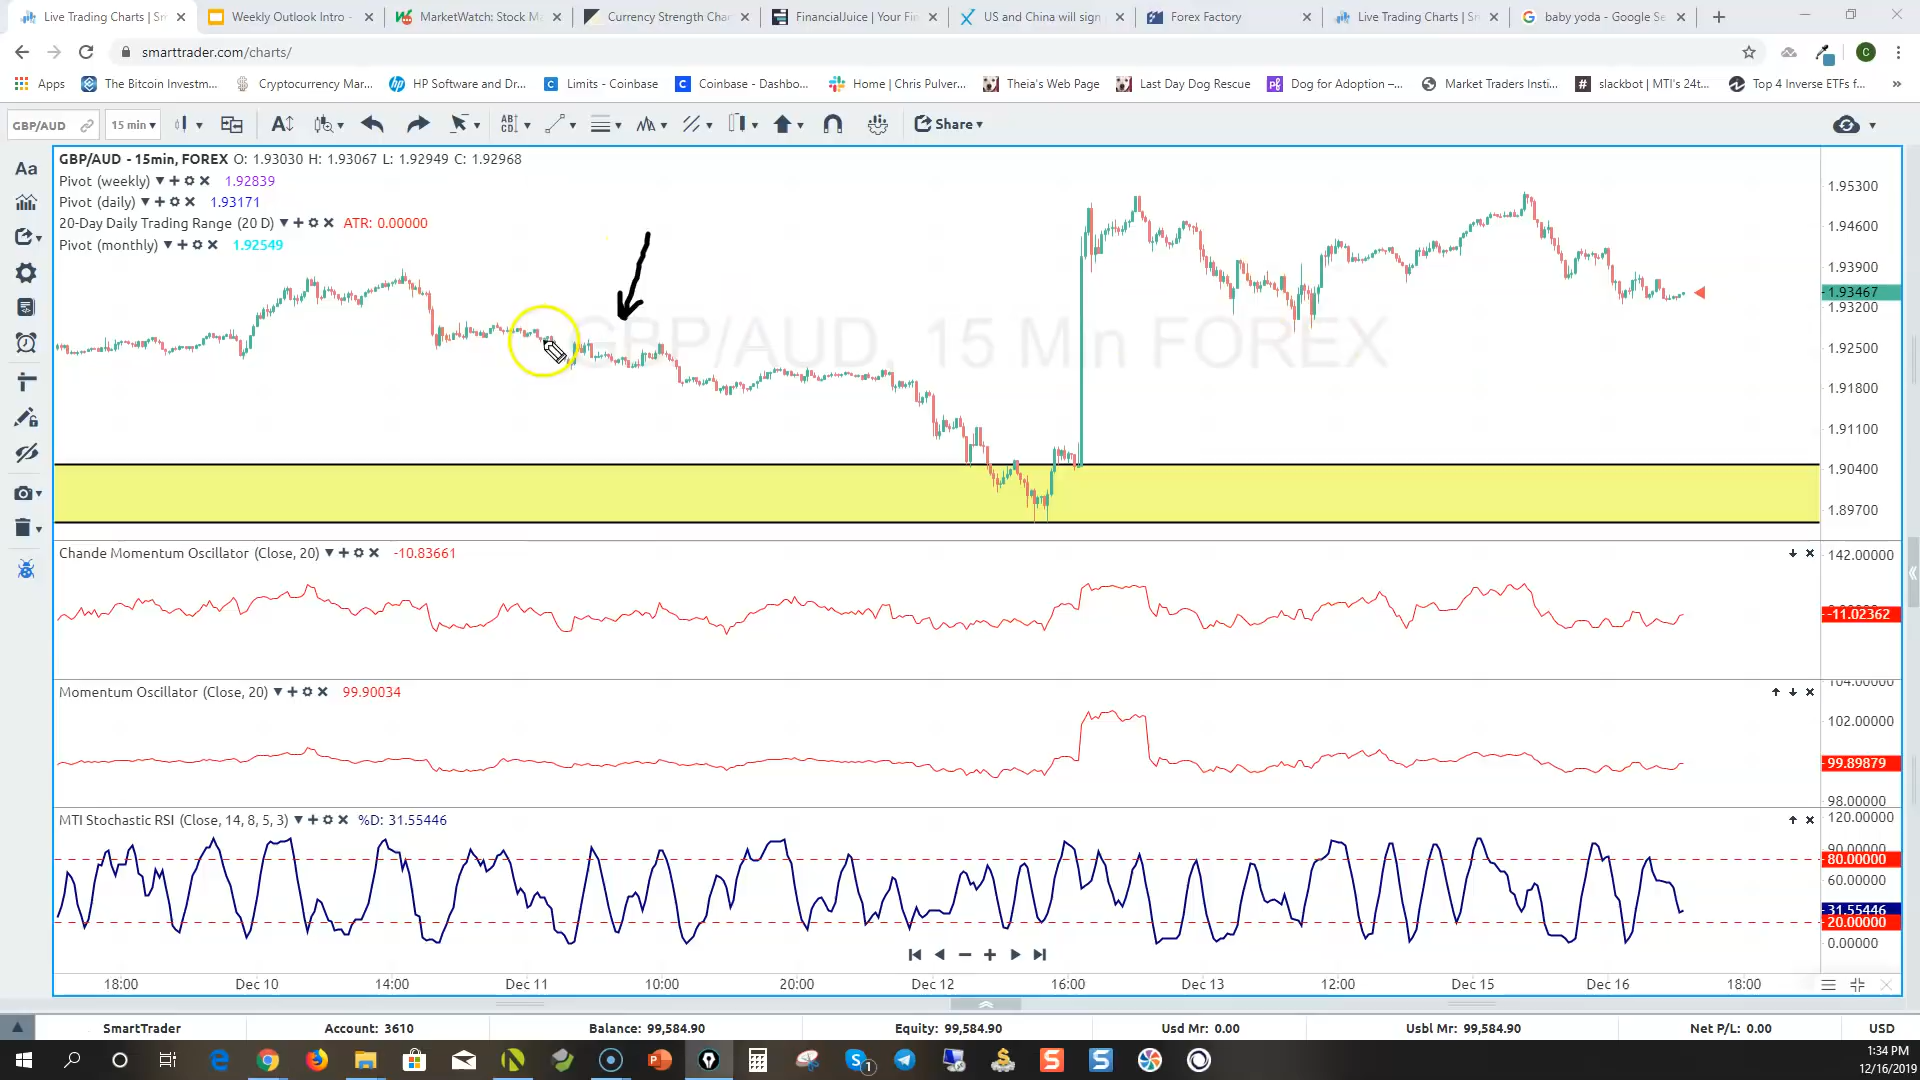 Live Trading Charts | Sm
Weekly Outlook Intro -
MarketWatch: Stock Ma
Currency Strength Char
FinancialJuice | Your Fin
US and China will sign
Forex Factory
Live Trading Charts | Sm
baby yoda - Google Se
smarttrader.com/charts/
C
Apps
The Bitcoin Investm...
Cryptocurrency Mar...
HP Software and Dr...
Limits - Coinbase
Coinbase - Dashbo...
Home | Chris Pulver...
Theia's Web Page
Last Day Dog Rescue
Dog for Adoption –...
Market Traders Insti...
slackbot | MTI's 24t...
Top 4 Inverse ETFs f...
GBP/AUD
15 min
Share
Aa
GBP/AUD - 15min, FOREX O: 1.93030 H: 1.93067 L: 1.92949 C: 1.92968
Pivot (weekly) 1.92839
Pivot (daily) 1.93171
20-Day Daily Trading Range (20 D) ATR: 0.00000
Pivot (monthly) 1.92549
GBP/AUD, 15 Min FOREX
1.95300
1.94600
1.93900
1.93467
1.93200
1.92500
1.91800
1.91100
1.90400
1.89700
Chande Momentum Oscillator (Close, 20) -10.83661
142.00000
-11.02362
Momentum Oscillator (Close, 20) 99.90034
104.00000
102.00000
99.89879
98.00000
MTI Stochastic RSI (Close, 14, 8, 5, 3) %D: 31.55446
120.00000
90.00000
80.00000
60.00000
31.55446
20.00000
0.00000
18:00 Dec 10 14:00 Dec 11 10:00 20:00 Dec 12 16:00 Dec 13 12:00 Dec 15 Dec 16 18:00
SmartTrader Account: 3610 Balance: 99,584.90 Equity: 99,584.90 Usd Mr: 0.00 Usbl Mr: 99,584.90 Net P/L: 0.00 USD
1:34 PM
12/16/2019